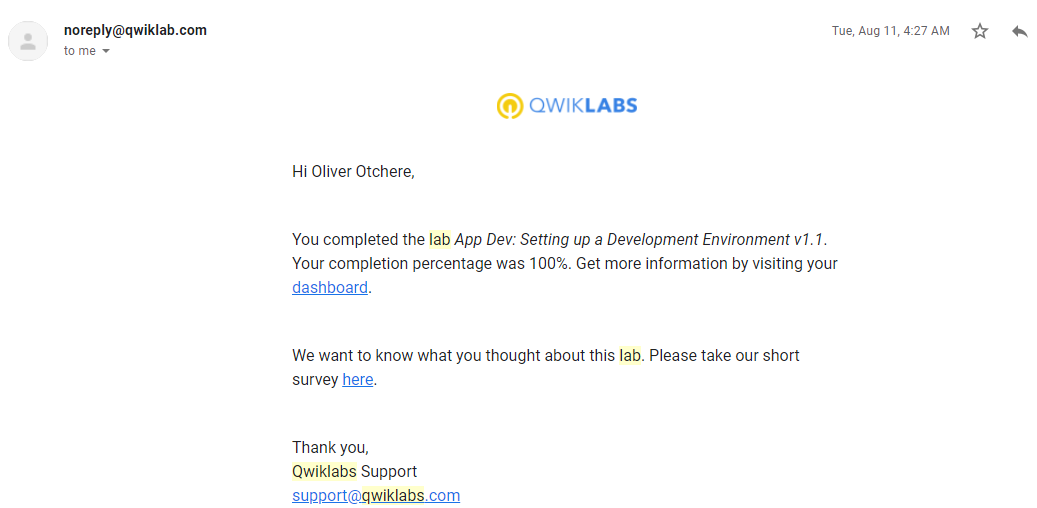 noreply@qwiklab.com
Tue, Aug 11, 4:27 AM
to me
QWIKLABS
Hi Oliver Otchere,
You completed the lab App Dev: Setting up a Development Environment v1.1.
Your completion percentage was 100%. Get more information by visiting your
dashboard.
We want to know what you thought about this lab. Please take our short
survey here.
Thank you,
Qwiklabs Support
support@qwiklabs.com